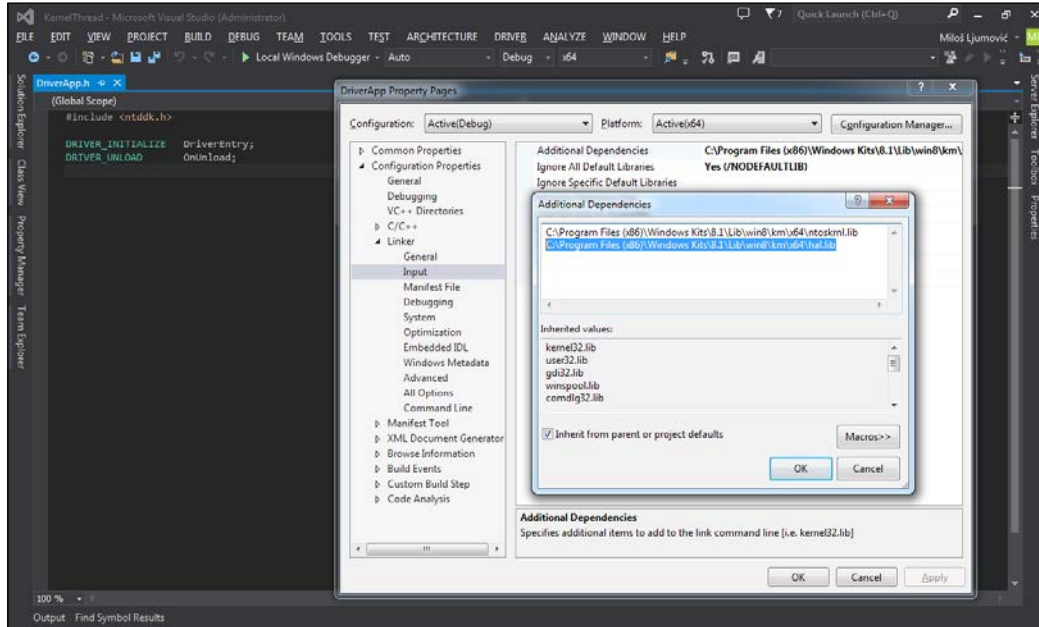 KernelThread - Microsoft Visual Studio (Administrator)
7
Quick Launch (Ctrl+Q)
FILE EDIT VIEW PROJECT BUILD DEBUG TEAM TOOLS TEST ARCHITECTURE DRIVER ANALYZE WINDOW HELP
Miloš Ljumović
Local Windows Debugger
Auto
Debug
x64
Solution Explorer
Class View
Property Manager
Team Explorer
DriverApp.h
(Global Scope)
#include <ntddk.h>
DRIVER_INITIALIZE DriverEntry;
DRIVER_UNLOAD OnUnload;
100 %
DriverApp Property Pages
Configuration: Active(Debug)
Platform: Active(x64)
Configuration Manager...
Common Properties
Configuration Properties
General
Debugging
VC++ Directories
C/C++
Linker
General
Input
Manifest File
Debugging
System
Optimization
Embedded IDL
Windows Metadata
Advanced
All Options
Command Line
Manifest Tool
XML Document Generator
Browse Information
Build Events
Custom Build Step
Code Analysis
Additional Dependencies C:\Program Files (x86)\Windows Kits\8.1\Lib\win8\km\
Ignore All Default Libraries Yes (/NODEFAULTLIB)
Ignore Specific Default Libraries
Additional Dependencies
C:\Program Files (x86)\Windows Kits\8.1\Lib\win8\km\x64\ntoskrnl.lib
C:\Program Files (x86)\Windows Kits\8.1\Lib\win8\km\x64\hal.lib
Inherited values:
kernel32.lib
user32.lib
gdi32.lib
winspool.lib
comdlg32.lib
Inherit from parent or project defaults
Macros>>
OK Cancel
Additional Dependencies
Specifies additional items to add to the link command line [i.e. kernel32.lib]
OK Cancel Apply
Server Explorer
Toolbox
Properties
Output Find Symbol Results